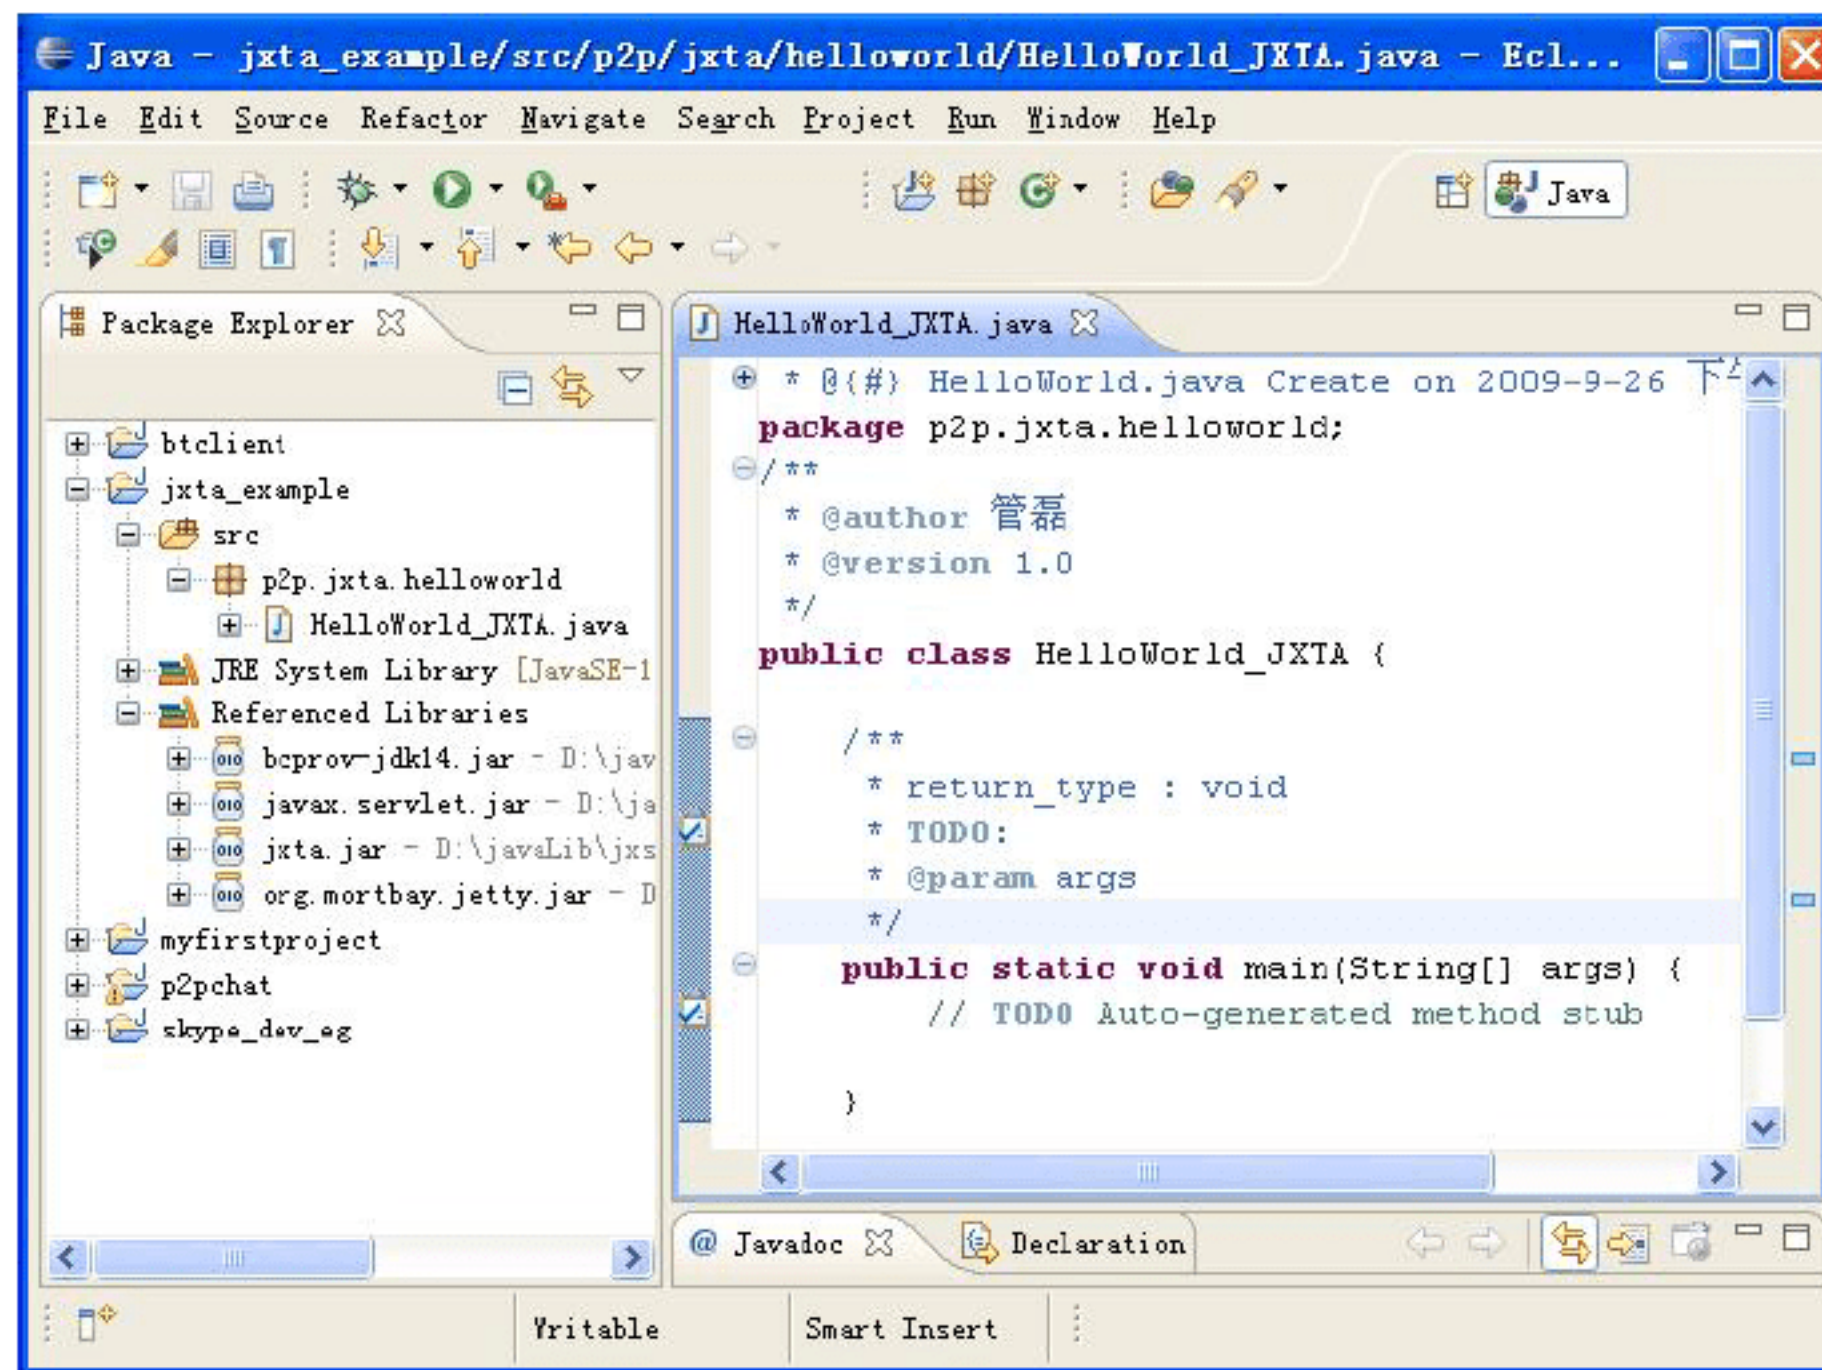 Java - jxta_example/src/p2p/jxta/helloworld/HelloWorld_JXTA.java - Ecl...
File Edit Source Refactor Navigate Search Project Run Window Help
Java
Package Explorer
btclient
jxta_example
src
p2p.jxta.helloworld
HelloWorld_JXTA.java
JRE System Library [JavaSE-1
Referenced Libraries
bcprov-jdk14.jar - D:\jav
javax.servlet.jar - D:\ja
jxta.jar - D:\javaLib\jxs
org.mortbay.jetty.jar - D
myfirstproject
p2pchat
skype_dev_eg
HelloWorld_JXTA.java
* @{#} HelloWorld.java Create on 2009-9-26 下
package p2p.jxta.helloworld;
/**
* @author 管磊
* @version 1.0
*/
public class HelloWorld_JXTA {
/**
* return_type : void
* TODO:
* @param args
*/
public static void main(String[] args) {
// TODO Auto-generated method stub
}
@ Javadoc
Declaration
Writable
Smart Insert